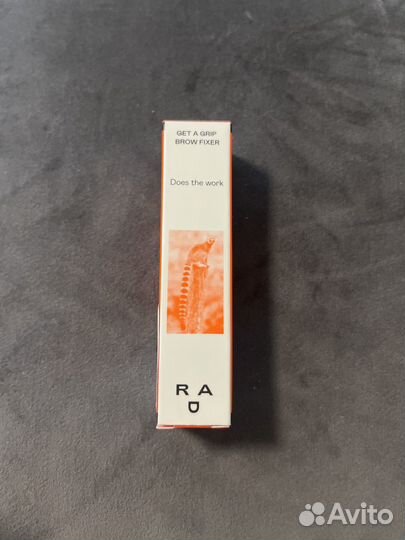 GET A GRIP
BROW FIXER
Does the work
R A
D
Avito